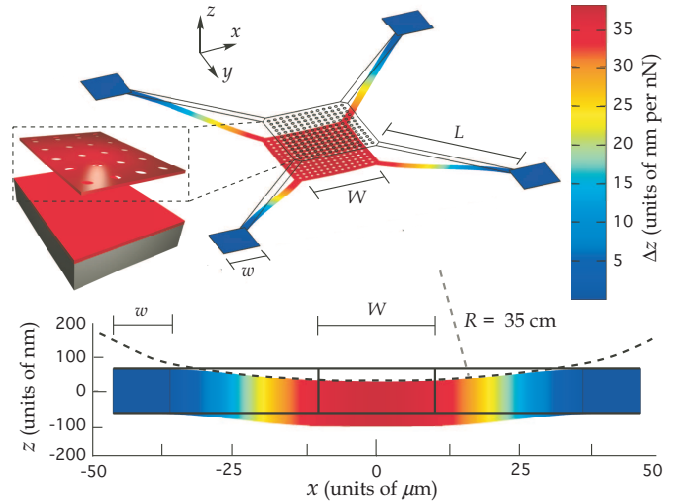 z
x
y
L
W
w
35
30
25
20
15
10
5
Δz (units of nm per nN)
w
W
R = 35 cm
200
100
0
-100
-200
z (units of nm)
-50
-25
0
25
50
x (units of μm)